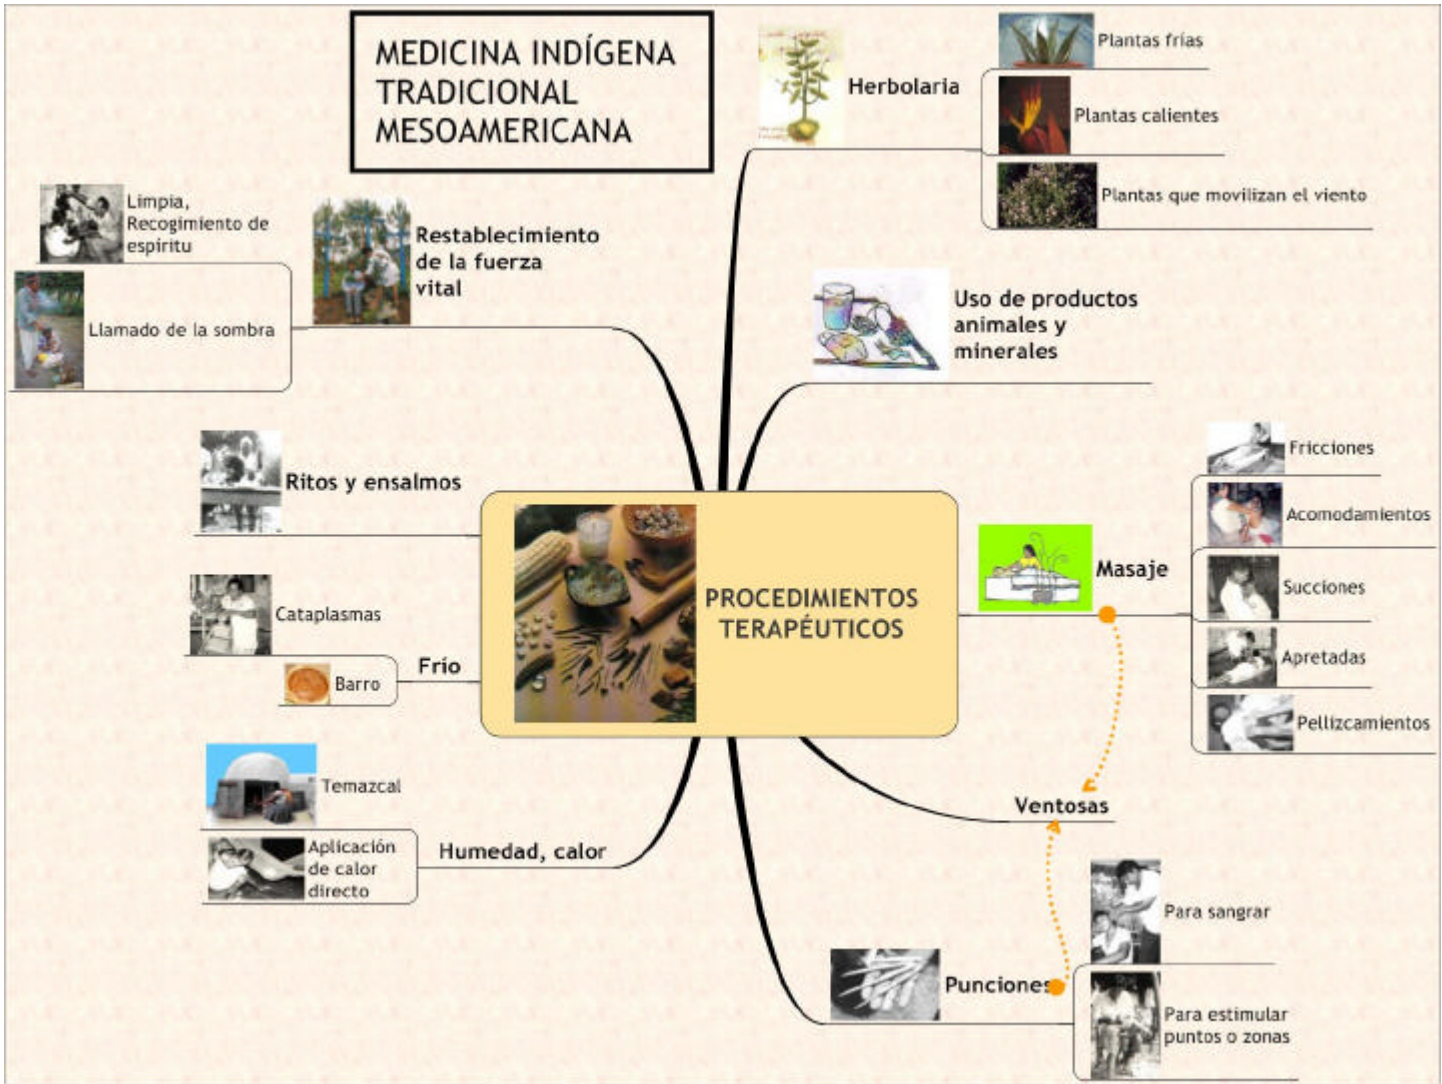 MEDICINA INDÍGENA
TRADICIONAL
MESOAMERICANA
Herbolaria
Plantas frías
Plantas calientes
Plantas que movilizan el viento
Limpia,
Recogimiento de
espíritu
Llamado de la sombra
Restablecimiento
de la fuerza
vital
Uso de productos
animales y
minerales
Ritos y ensalmos
PROCEDIMIENTOS
TERAPÉUTICOS
Masaje
Fricciones
Acomodamientos
Succiones
Apretadas
Pellizcamientos
Cataplasmas
Barro
Frío
Temazcal
Aplicación
de calor
directo
Humedad, calor
Ventosas
Punciones
Para sangrar
Para estimular
puntos o zonas